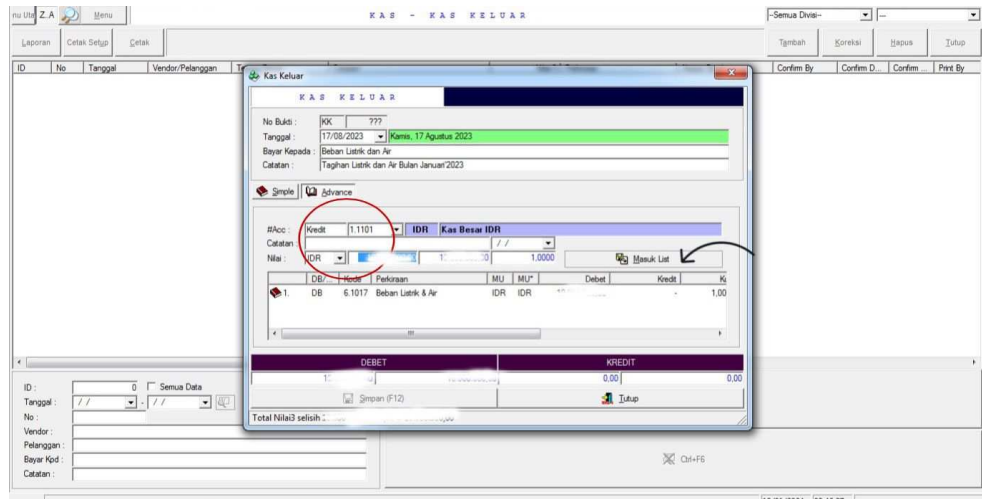 nu Uta Z.A Menu KAS - KAS KELUAR --Semua Divisi-- --
Laporan Cetak Setup Cetak Tambah Koreksi Hapus Tutup
ID No Tanggal Vendor/Pelanggan Confirm By Confirm D... Confirm ... Print By
Kas Keluar
KAS KELUAR
No Bukti : KK ???
Tanggal : 17/08/2023 Kamis, 17 Agustus 2023
Bayar Kepada : Beban Listrik dan Air
Catatan : Tagihan Listrik dan Air Bulan Januari'2023
Simple Advance
#Acc : Kredit 1.1101 IDR Kas Besar IDR
Catatan : / /
Nilai : IDR 1.0000 Masuk List
DB/... Kode Perkiraan MU MU* Debet Kredit
1. DB 6.1017 Beban Listrik & Air IDR IDR - 1,00
DEBET KREDIT
0,00 0,00
Simpan (F12) Tutup
Total Nilai3 selisih
ID : 0 Semua Data
Tanggal : / / - / /
No :
Vendor :
Pelanggan :
Bayar Kpd :
Catatan :
Ctrl+F6